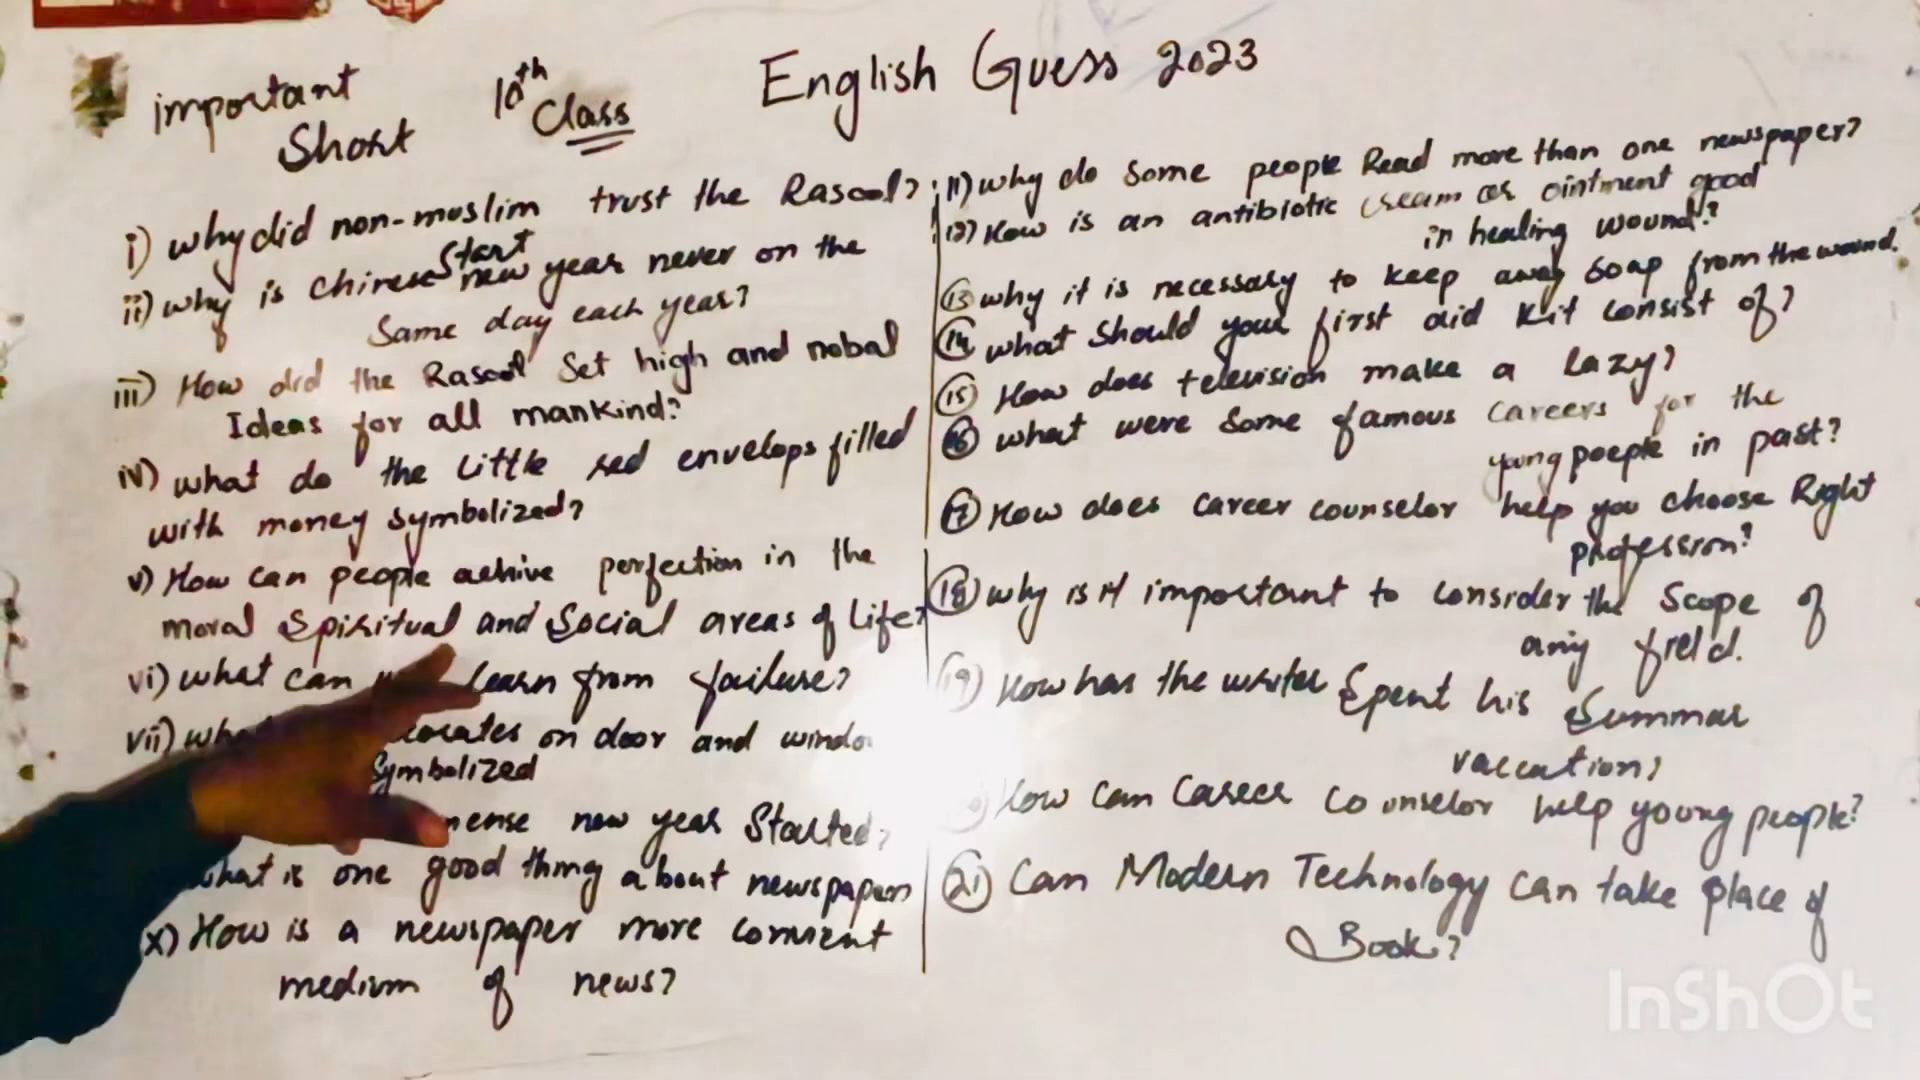 important
Short
10th
Class
English Guess 2023
i) why did non-muslim trust the Rasool?
ii) why is chinese start new year never on the
Same day each year?
iii) How did the Rasool Set high and nobal
Ideas for all mankind?
iv) what do the little red envelops filled
with money symbolized?
v) How can people achive perfection in the
moral Spiritual and Social areas of life?
vi) what can learn from failure?
vii) on door and
Symbolized
new year Started?
what is one good thing about newspapers
x) How is a newspaper more convient
medium of news?
11) why do some people Read more than one newspaper?
12) How is an antibiotic cream or ointment good
in healing wound?
13 why it is necessary to keep away soap from the wound.
14 what should your first aid Kit consist of?
15 How does television make a lazy?
16 what were some famous careers for the
young poeple in past?
17 How does career counselor help you choose Right
profession?
18 why is it important to consider the scope of
any field.
19) How has the writer Spent his Summar
vaccation?
How can career counselor help young people?
21) Can Modern Technology can take place of
Book?
InShOt